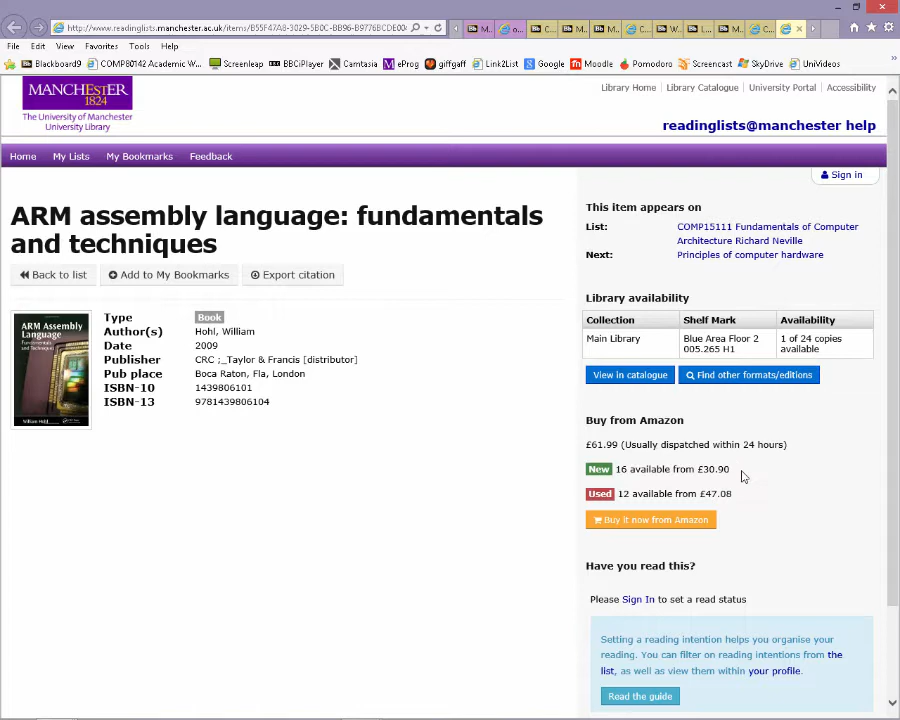 http://www.readinglists.manchester.ac.uk/items/B55F47A8-3029-5B0C-BB96-B9776BCDE00
File Edit View Favorites Tools Help
Blackboard9 COMP80142 Academic W... Screenleap BBCiPlayer Camtasia eProg giffgaff Link2List Google Moodle Pomodoro Screencast SkyDrive UniVideos
MANCHESTER
1824
The University of Manchester
University Library
Library Home Library Catalogue University Portal Accessibility
readinglists@manchester help
Home My Lists My Bookmarks Feedback
Sign in
ARM assembly language: fundamentals
and techniques
Back to list Add to My Bookmarks Export citation
ARM Assembly
Language
Fundamentals
and Techniques
William Hohl
Type Book
Author(s) Hohl, William
Date 2009
Publisher CRC ;_Taylor & Francis [distributor]
Pub place Boca Raton, Fla, London
ISBN-10 1439806101
ISBN-13 9781439806104
This item appears on
List: COMP15111 Fundamentals of Computer
Architecture Richard Neville
Next: Principles of computer hardware
Library availability
Collection Shelf Mark Availability
Main Library Blue Area Floor 2 1 of 24 copies
005.265 H1 available
View in catalogue Find other formats/editions
Buy from Amazon
£61.99 (Usually dispatched within 24 hours)
New 16 available from £30.90
Used 12 available from £47.08
Buy it now from Amazon
Have you read this?
Please Sign In to set a read status
Setting a reading intention helps you organise your
reading. You can filter on reading intentions from the
list, as well as view them within your profile.
Read the guide